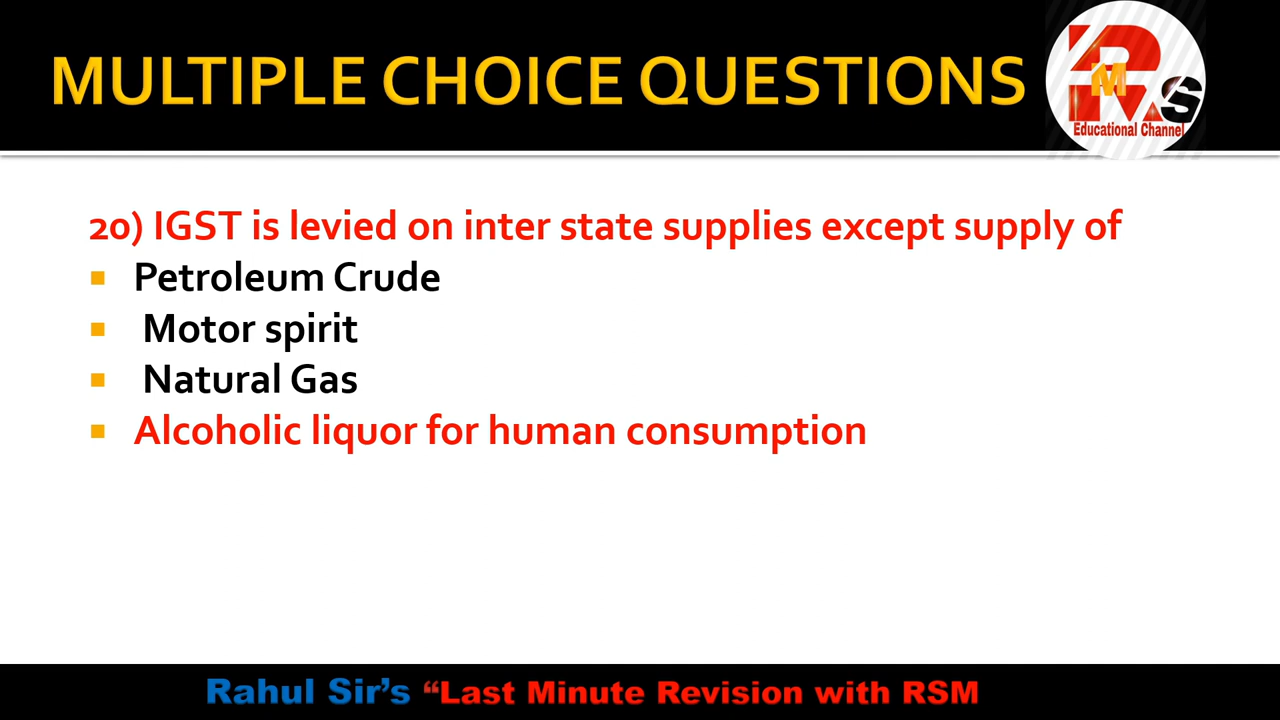 MULTIPLE CHOICE QUESTIONS
R
M
S
Educational Channel
20) IGST is levied on inter state supplies except supply of
Petroleum Crude
Motor spirit
Natural Gas
Alcoholic liquor for human consumption
Rahul Sir's “Last Minute Revision with RSM